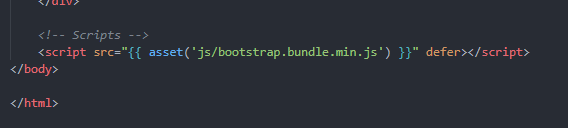 </div>
<!-- Scripts -->
<script src="{{ asset('js/bootstrap.bundle.min.js') }}" defer></script>
</body>
</html>